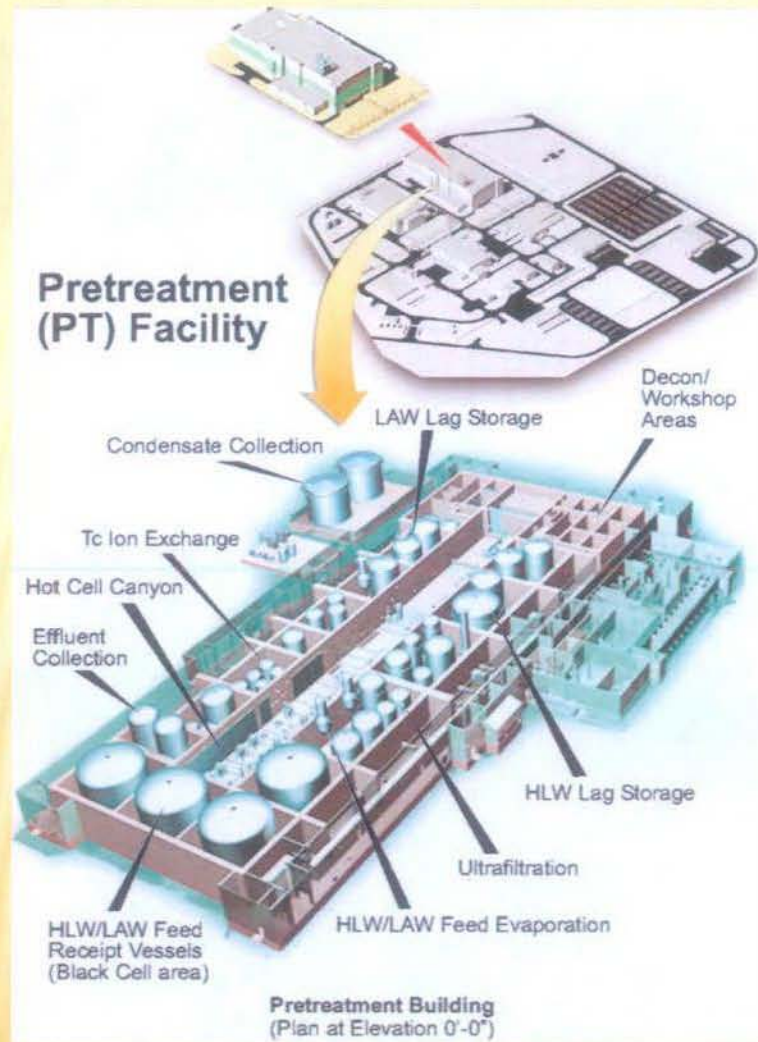 Pretreatment
(PT) Facility
Decon/
Workshop
Areas
LAW Lag Storage
Condensate Collection
Tc Ion Exchange
Hot Cell Canyon
Effluent
Collection
HLW Lag Storage
Ultrafiltration
HLW/LAW Feed Evaporation
HLW/LAW Feed
Receipt Vessels
(Black Cell area)
Pretreatment Building
(Plan at Elevation 0'-0")